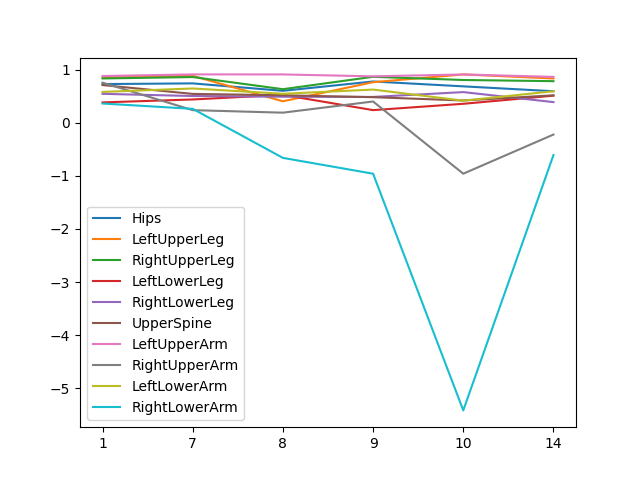 1
0
−1
−2
−3
−4
−5
Hips
LeftUpperLeg
RightUpperLeg
LeftLowerLeg
RightLowerLeg
UpperSpine
LeftUpperArm
RightUpperArm
LeftLowerArm
RightLowerArm
1 7 8 9 10 14